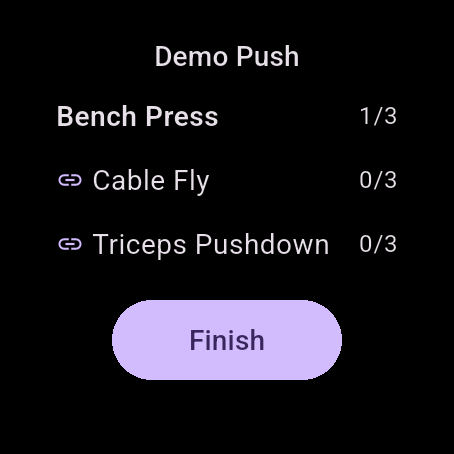 Demo Push
Bench Press 1/3
Cable Fly 0/3
Triceps Pushdown 0/3
Finish